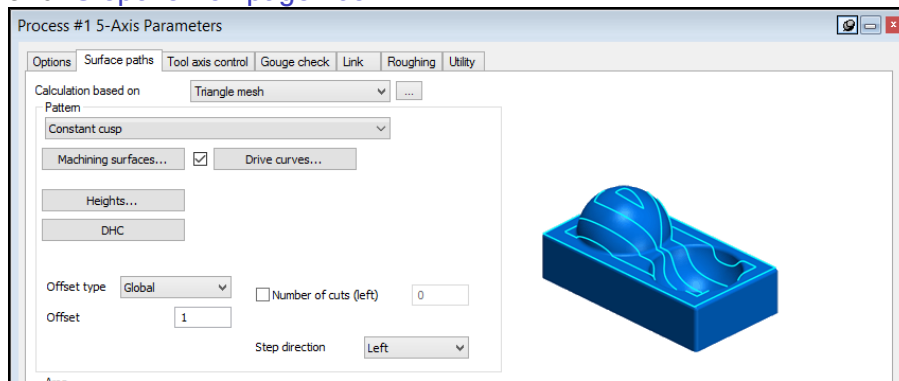 Process #1 5-Axis Parameters
Options Surface paths Tool axis control Gouge check Link Roughing Utility
Calculation based on Triangle mesh ...
Pattern
Constant cusp
Machining surfaces... Drive curves...
Heights...
DHC
Offset type Global Number of cuts (left) 0
Offset 1
Step direction Left